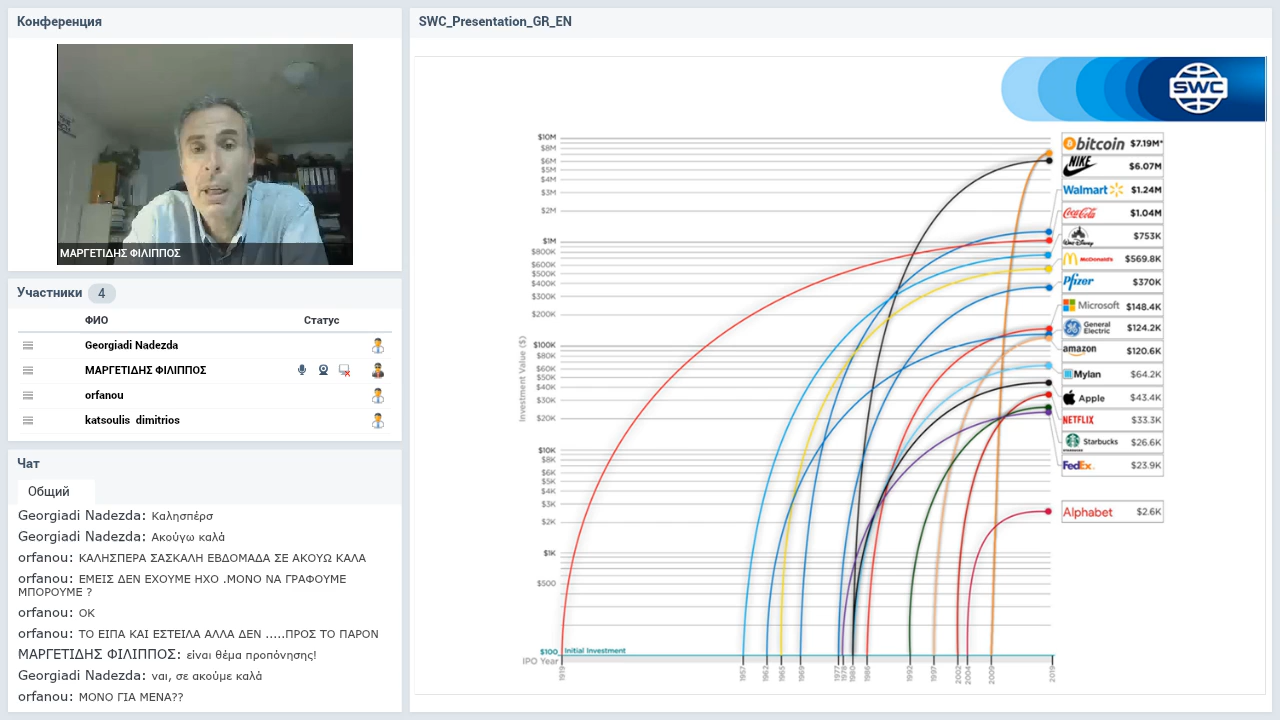 Конференция
ΜΑΡΓΕΤΙΔΗΣ ΦΙΛΙΠΠΟΣ
Участники 4
ФИО Статус
Georgiadi Nadezda
ΜΑΡΓΕΤΙΔΗΣ ΦΙΛΙΠΠΟΣ
orfanou
katsoulis dimitrios
Чат
Общий
Georgiadi Nadezda: Καλησπέρσ
Georgiadi Nadezda: Ακούγω καλά
orfanou: ΚΑΛΗΣΠΕΡΑ ΣΑΣΚΑΛΗ ΕΒΔΟΜΑΔΑ ΣΕ ΑΚΟΥΩ ΚΑΛΑ
orfanou: ΕΜΕΙΣ ΔΕΝ ΕΧΟΥΜΕ ΗΧΟ .ΜΟΝΟ ΝΑ ΓΡΑΦΟΥΜΕ
ΜΠΟΡΟΥΜΕ ?
orfanou: ΟΚ
orfanou: ΤΟ ΕΙΠΑ ΚΑΙ ΕΣΤΕΙΛΑ ΑΛΛΑ ΔΕΝ .....ΠΡΟΣ ΤΟ ΠΑΡΟΝ
ΜΑΡΓΕΤΙΔΗΣ ΦΙΛΙΠΠΟΣ: είναι θέμα προπόνησης!
Georgiadi Nadezda: ναι, σε ακούμε καλά
orfanou: ΜΟΝΟ ΓΙΑ ΜΕΝΑ??
SWC_Presentation_GR_EN
SWC
$10M
$8M
$6M
$5M
$4M
$3M
$2M
$1M
$800K
$600K
$500K
$400K
$300K
$200K
$100K
$80K
$60K
$50K
$40K
$30K
$20K
$10K
$8K
$6K
$5K
$4K
$3K
$2K
$1K
$500
$100
Investment Value ($)
Initial Investment
IPO Year
1919
1957
1962
1965
1969
1977
1978
1980
1986
1992
1997
2002
2004
2009
2019
bitcoin $7.19M*
NIKE $6.07M
Walmart $1.24M
Coca-Cola $1.04M
Walt Disney $753K
McDonald's $569.8K
Pfizer $370K
Microsoft $148.4K
General Electric $124.2K
amazon $120.6K
Mylan $64.2K
Apple $43.4K
NETFLIX $33.3K
Starbucks $26.6K
FedEx $23.9K
Alphabet $2.6K